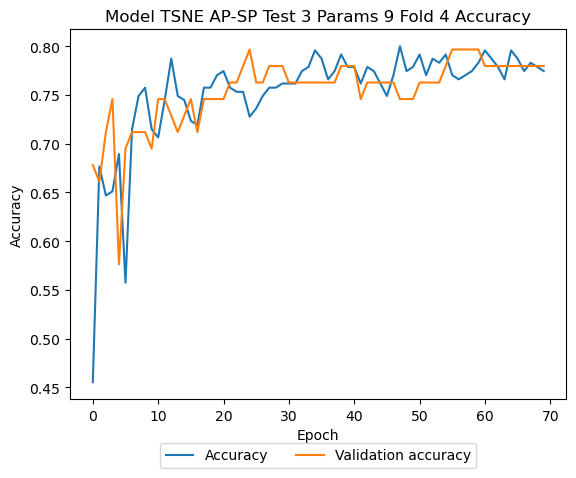 Model TSNE AP-SP Test 3 Params 9 Fold 4 Accuracy
0.80
0.75
0.70
0.65
0.60
0.55
0.50
0.45
Accuracy
0 10 20 30 40 50 60 70
Epoch
Accuracy Validation accuracy